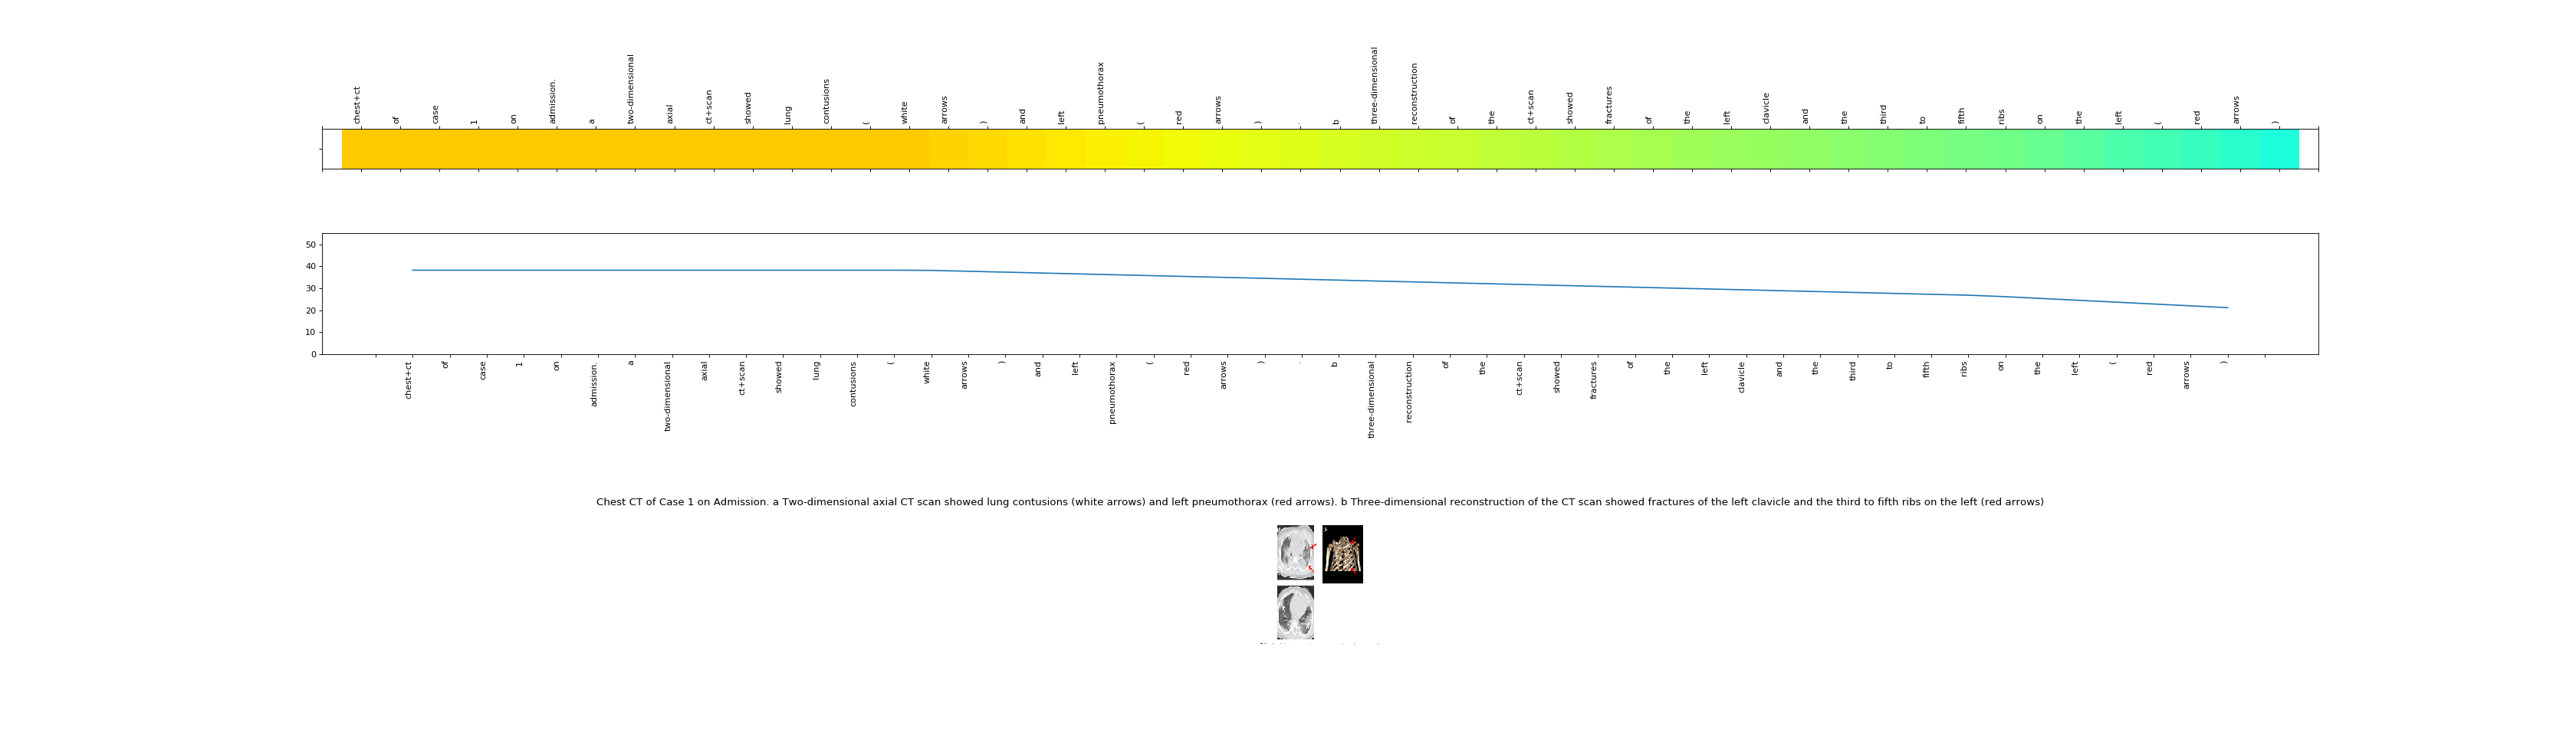 chest+ct of case 1 on admission. a two-dimensional axial ct+scan showed lung contusions ( white arrows ) and left pneumothorax ( red arrows ) . b three-dimensional reconstruction of the ct+scan showed fractures of the left clavicle and the third to fifth ribs on the left ( red arrows )
50
40
30
20
10
0
chest+ct of case 1 on admission. a two-dimensional axial ct+scan showed lung contusions ( white arrows ) and left pneumothorax ( red arrows ) . b three-dimensional reconstruction of the ct+scan showed fractures of the left clavicle and the third to fifth ribs on the left ( red arrows )
Chest CT of Case 1 on Admission. a Two-dimensional axial CT scan showed lung contusions (white arrows) and left pneumothorax (red arrows). b Three-dimensional reconstruction of the CT scan showed fractures of the left clavicle and the third to fifth ribs on the left (red arrows)